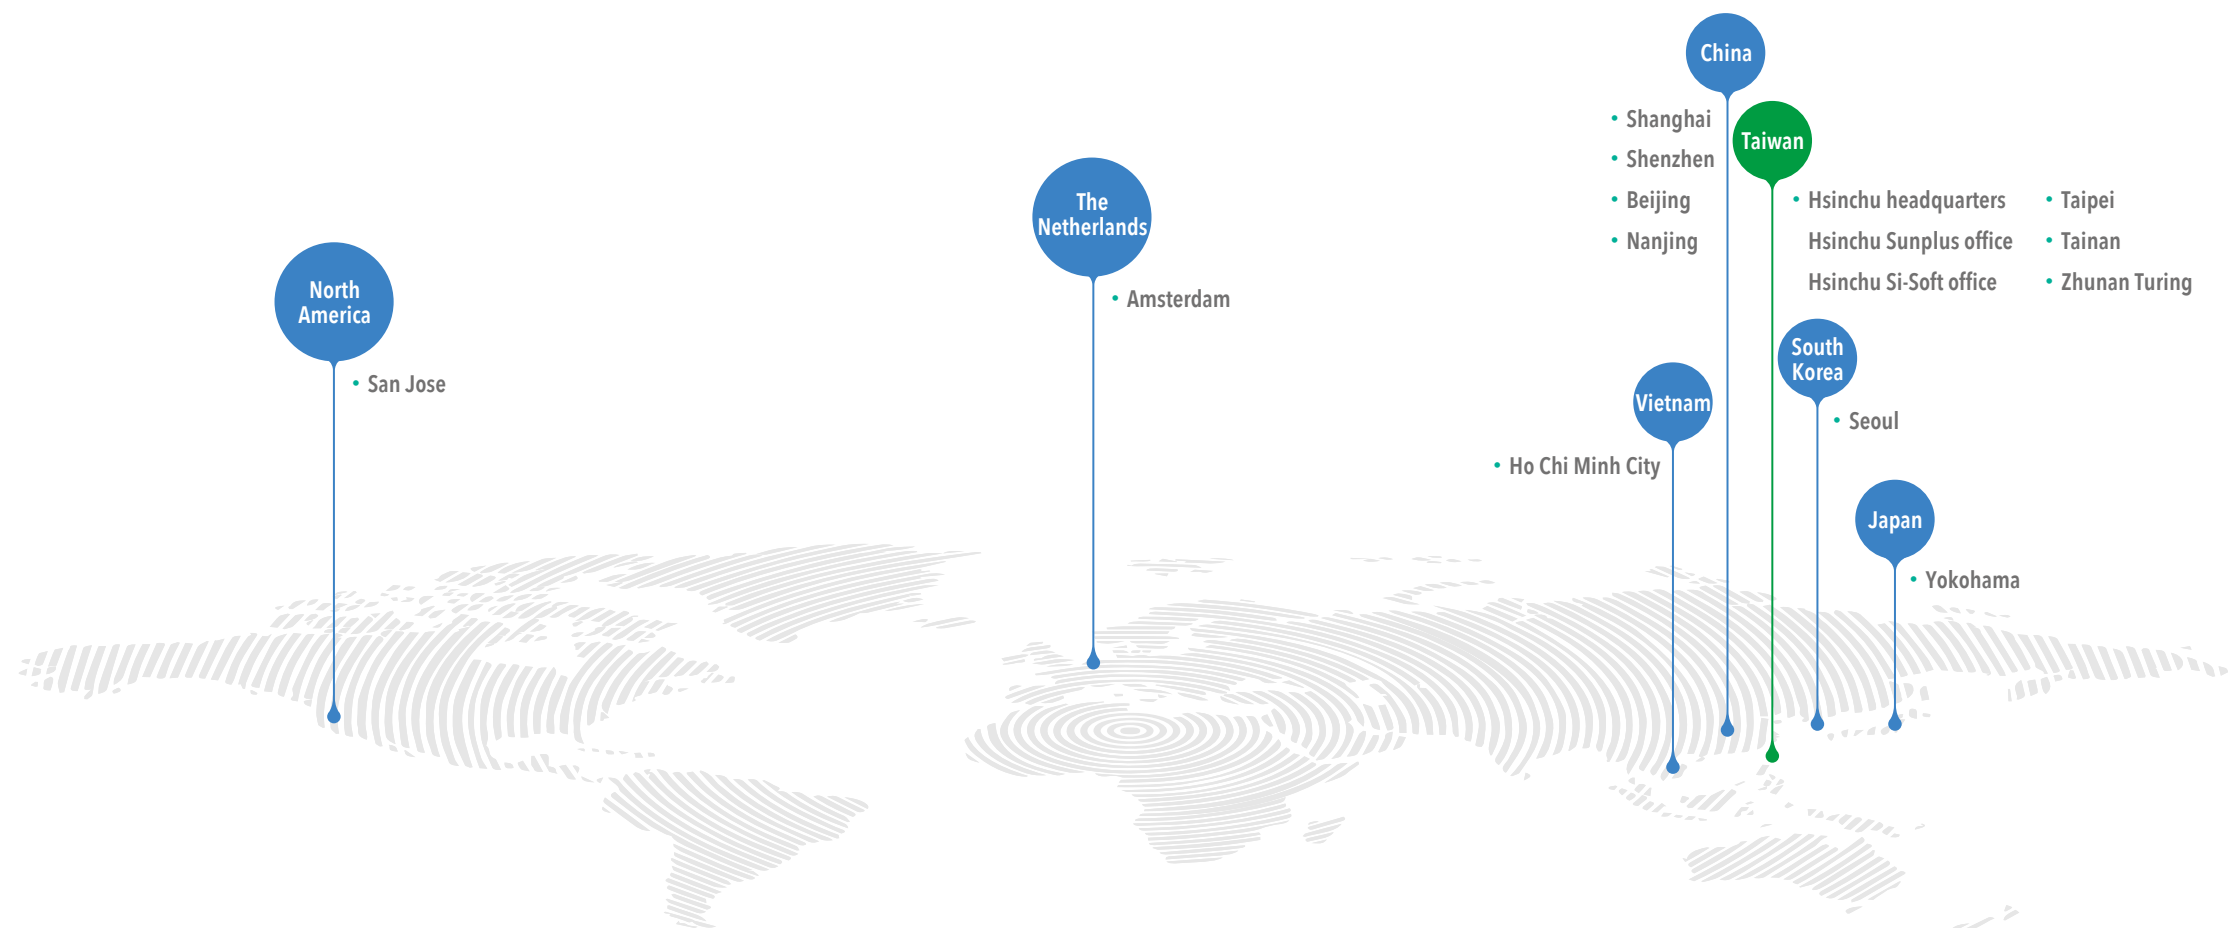 North
America
• San Jose
The
Netherlands
• Amsterdam
China
• Shanghai
• Shenzhen
• Beijing
• Nanjing
Taiwan
• Hsinchu headquarters
Hsinchu Sunplus office
Hsinchu Si-Soft office
• Taipei
• Tainan
• Zhunan Turing
Vietnam
• Ho Chi Minh City
South
Korea
• Seoul
Japan
• Yokohama